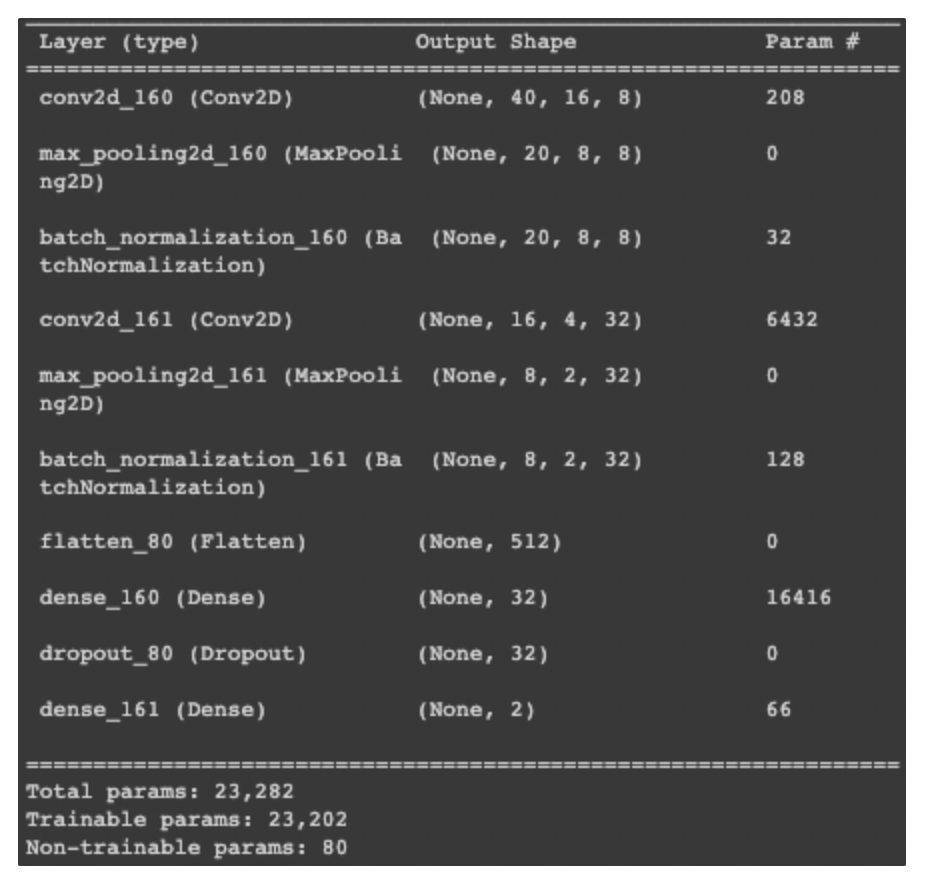 Layer (type) Output Shape Param #
=================================================================
conv2d_160 (Conv2D) (None, 40, 16, 8) 208
max_pooling2d_160 (MaxPooli (None, 20, 8, 8) 0
ng2D)
batch_normalization_160 (Ba (None, 20, 8, 8) 32
tchNormalization)
conv2d_161 (Conv2D) (None, 16, 4, 32) 6432
max_pooling2d_161 (MaxPooli (None, 8, 2, 32) 0
ng2D)
batch_normalization_161 (Ba (None, 8, 2, 32) 128
tchNormalization)
flatten_80 (Flatten) (None, 512) 0
dense_160 (Dense) (None, 32) 16416
dropout_80 (Dropout) (None, 32) 0
dense_161 (Dense) (None, 2) 66
=================================================================
Total params: 23,282
Trainable params: 23,202
Non-trainable params: 80